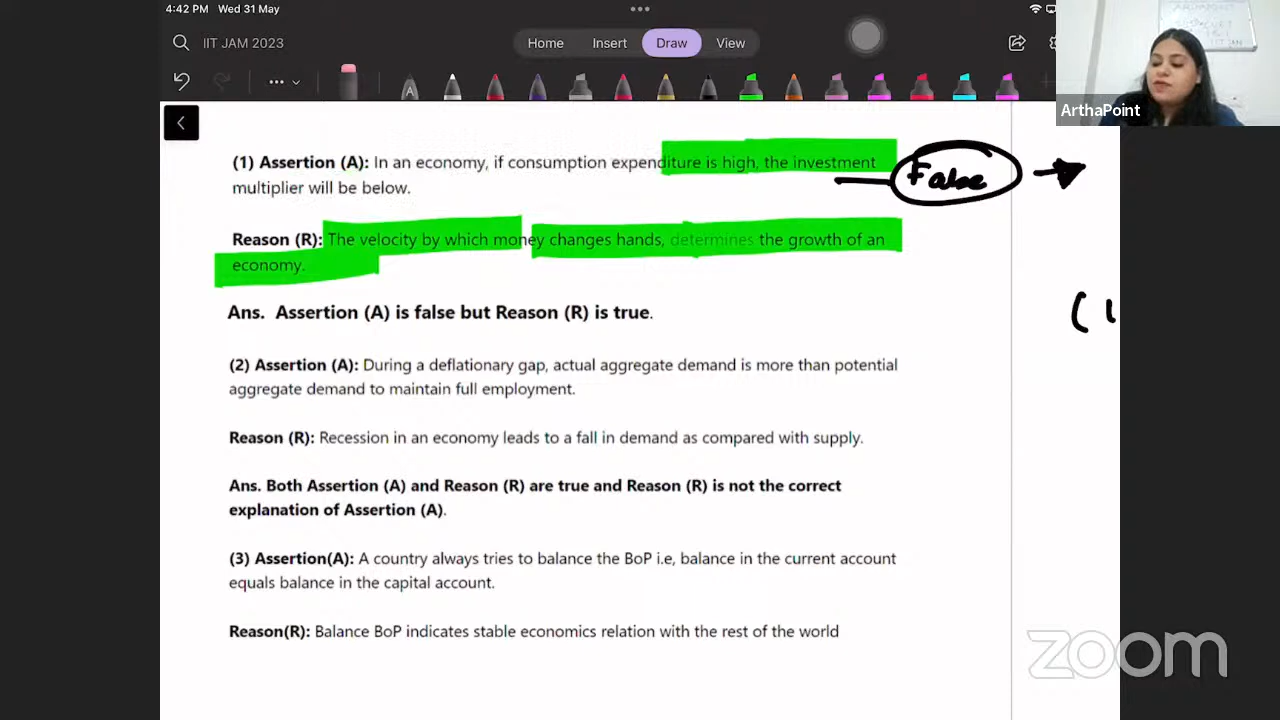 4:42 PM Wed 31 May
IIT JAM 2023
Home Insert Draw View
ArthaPoint
(1) Assertion (A): In an economy, if consumption expenditure is high, the investment
multiplier will be below.
False
Reason (R): The velocity by which money changes hands, determines the growth of an
economy.
(1
Ans. Assertion (A) is false but Reason (R) is true.
(2) Assertion (A): During a deflationary gap, actual aggregate demand is more than potential
aggregate demand to maintain full employment.
Reason (R): Recession in an economy leads to a fall in demand as compared with supply.
Ans. Both Assertion (A) and Reason (R) are true and Reason (R) is not the correct
explanation of Assertion (A).
(3) Assertion(A): A country always tries to balance the BoP i.e, balance in the current account
equals balance in the capital account.
Reason(R): Balance BoP indicates stable economics relation with the rest of the world
zoom